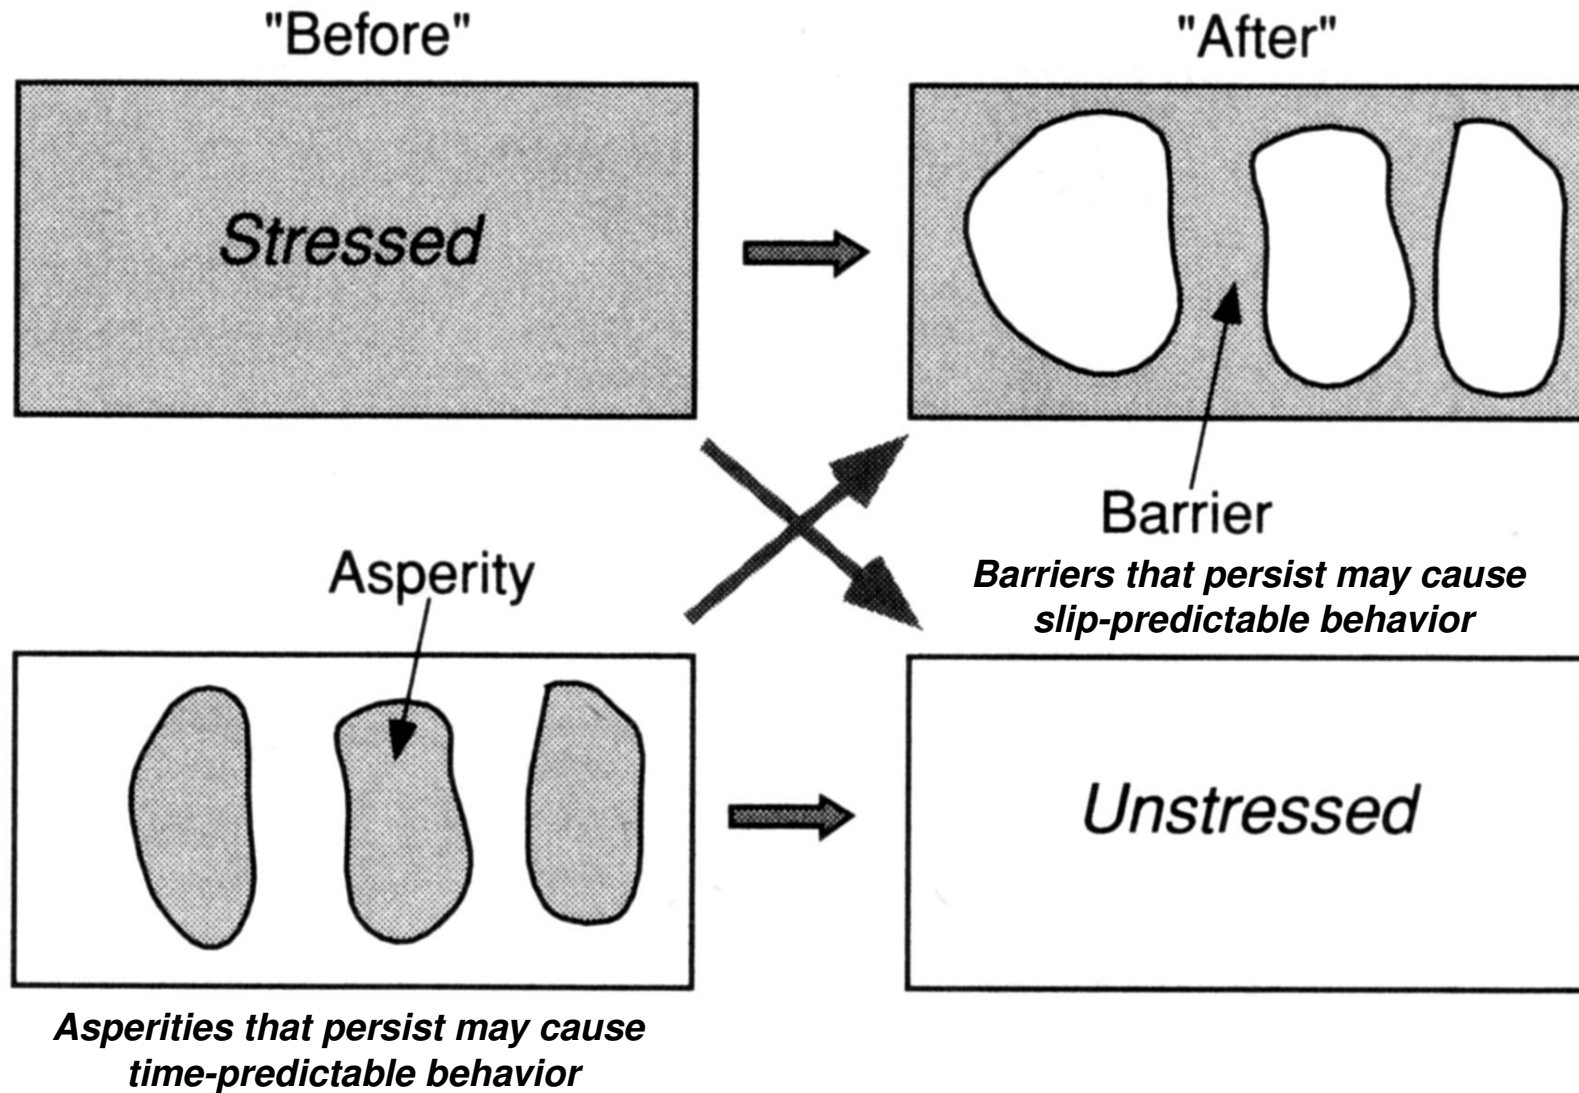 "Before"
"After"
Stressed
Barrier
Barriers that persist may cause
slip-predictable behavior
Asperity
Unstressed
Asperities that persist may cause
time-predictable behavior